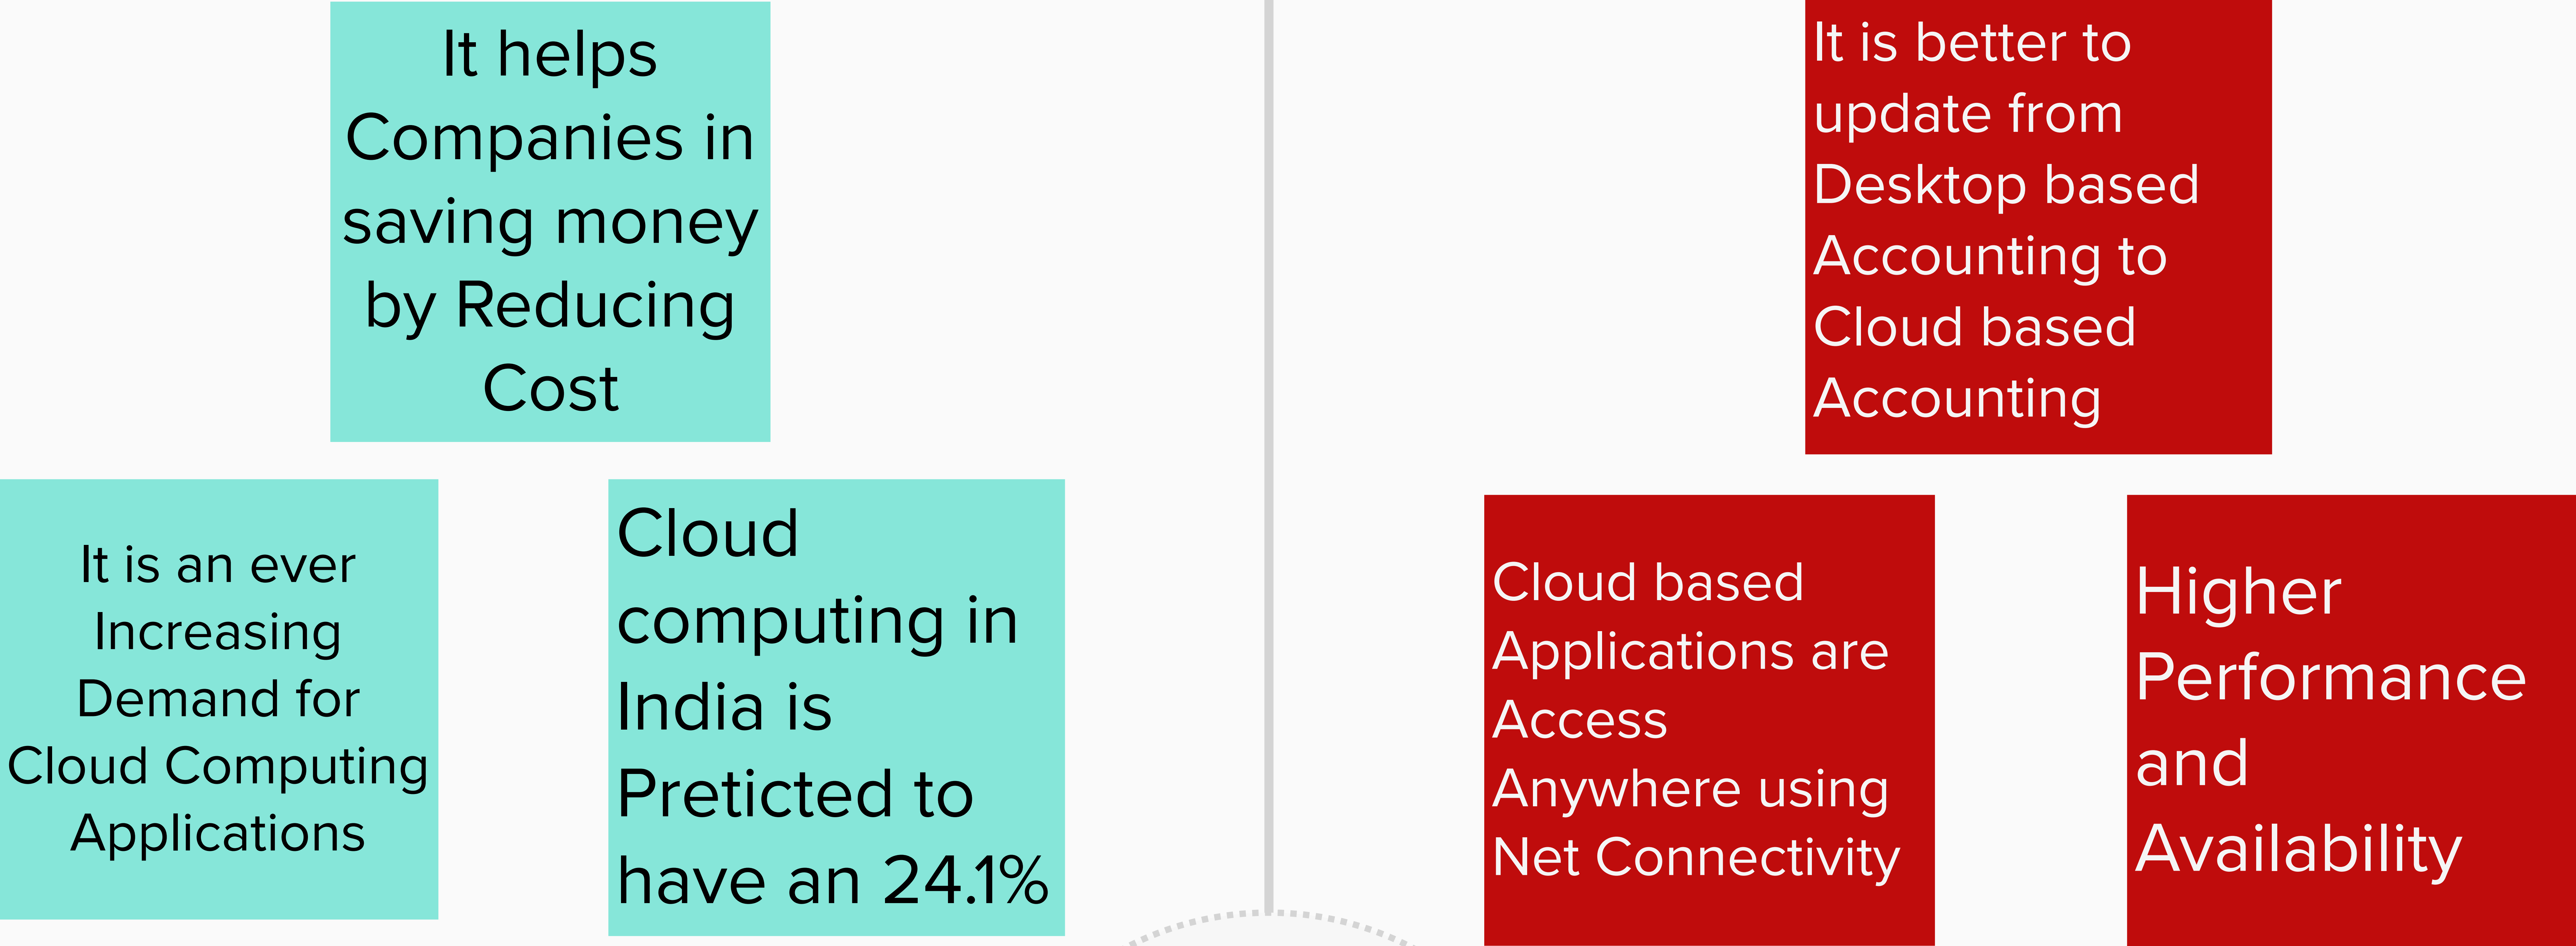 It helps
Companies in
saving money
by Reducing
Cost
It is an ever
Increasing
Demand for
Cloud Computing
Applications
Cloud
computing in
India is
Preticted to
have an 24.1%
It is better to
update from
Desktop based
Accounting to
Cloud based
Accounting
Cloud based
Applications are
Access
Anywhere using
Net Connectivity
Higher
Performance
and
Availability